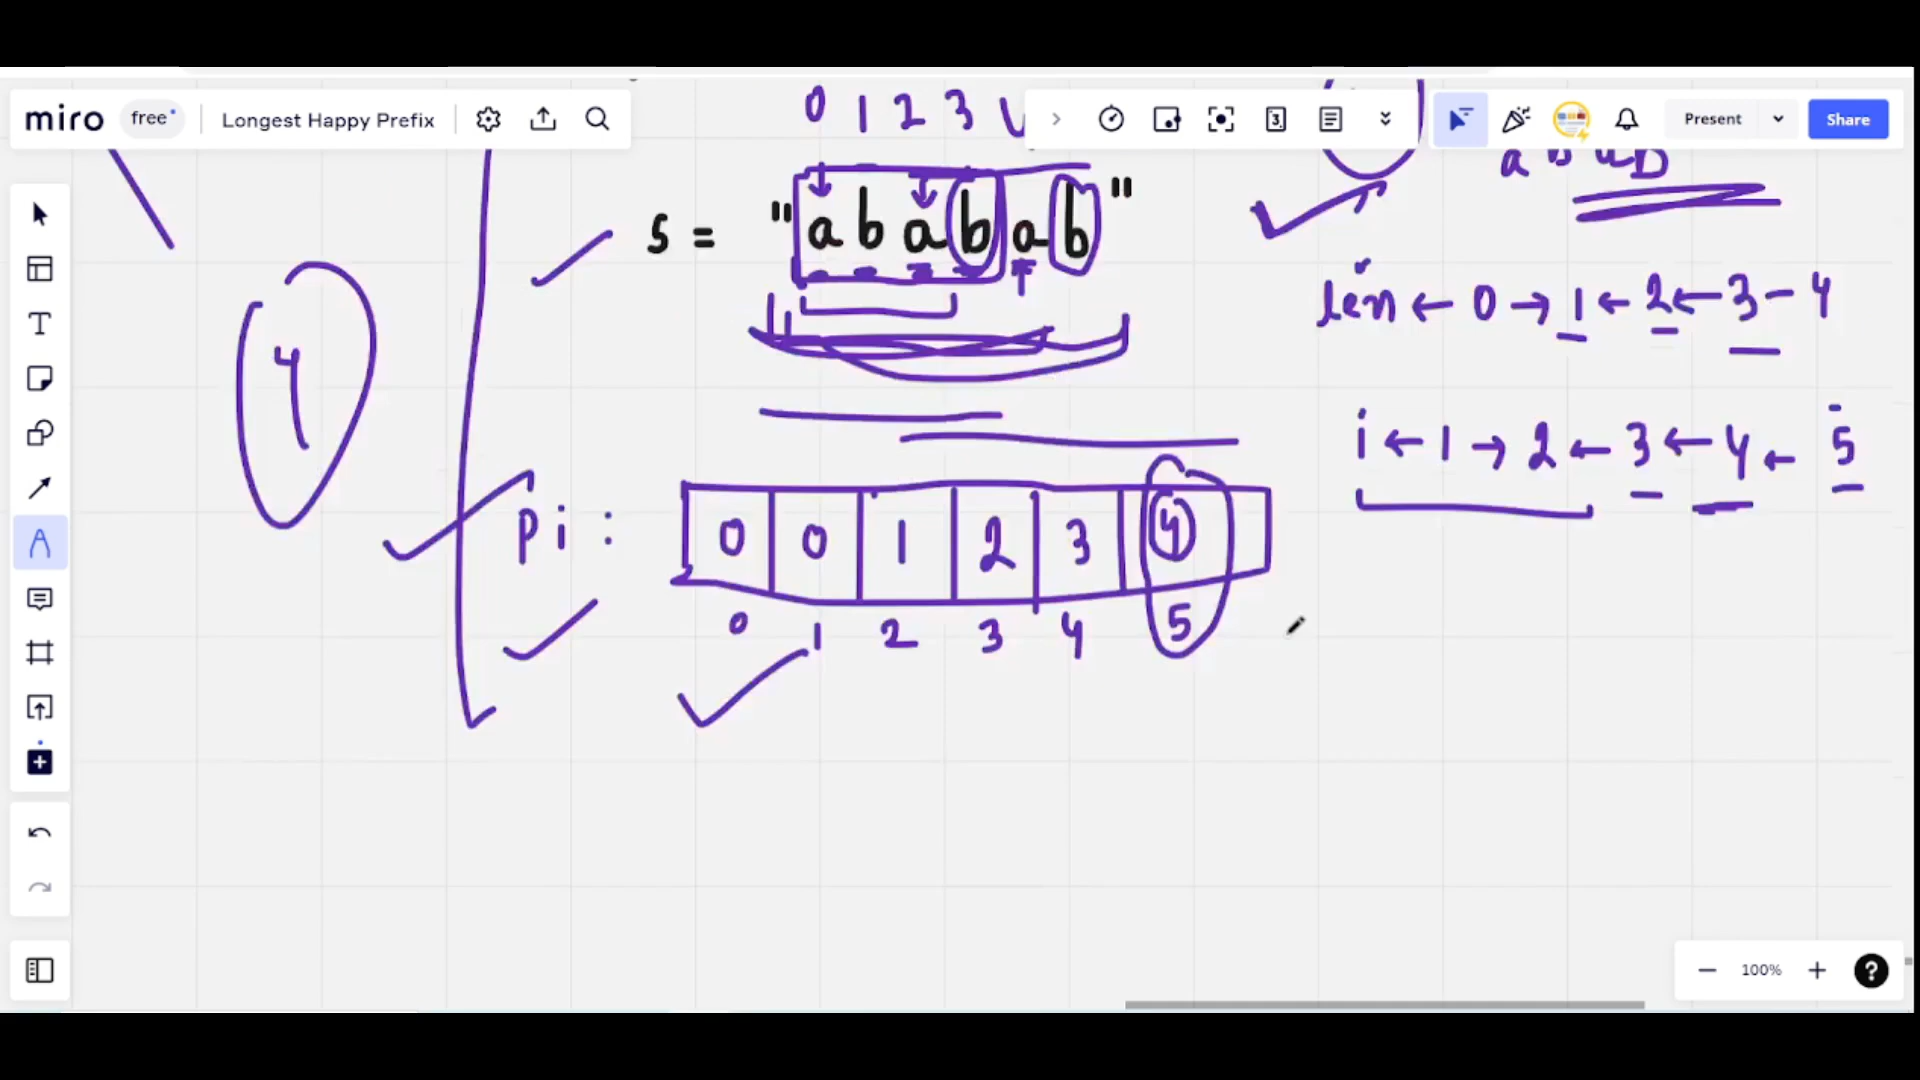 miro free Longest Happy Prefix
Present Share
0 1 2 3
s = "ababab"
len ← 0 → 1 ← 2 ← 3 - 4
4
i ← 1 → 2 ← 3 ← 4 ← 5
pi : 0 0 1 2 3 4
0 1 2 3 4 5
100%